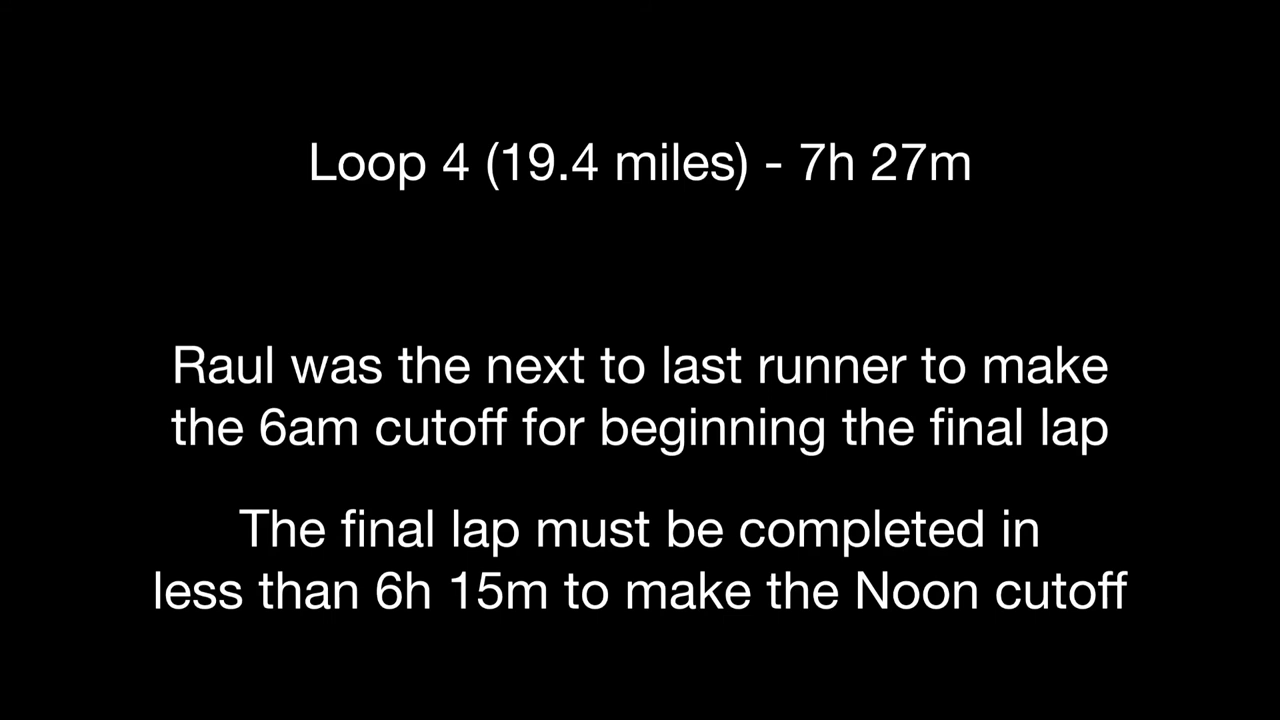 Loop 4 (19.4 miles) - 7h 27m
Raul was the next to last runner to make
the 6am cutoff for beginning the final lap
The final lap must be completed in
less than 6h 15m to make the Noon cutoff